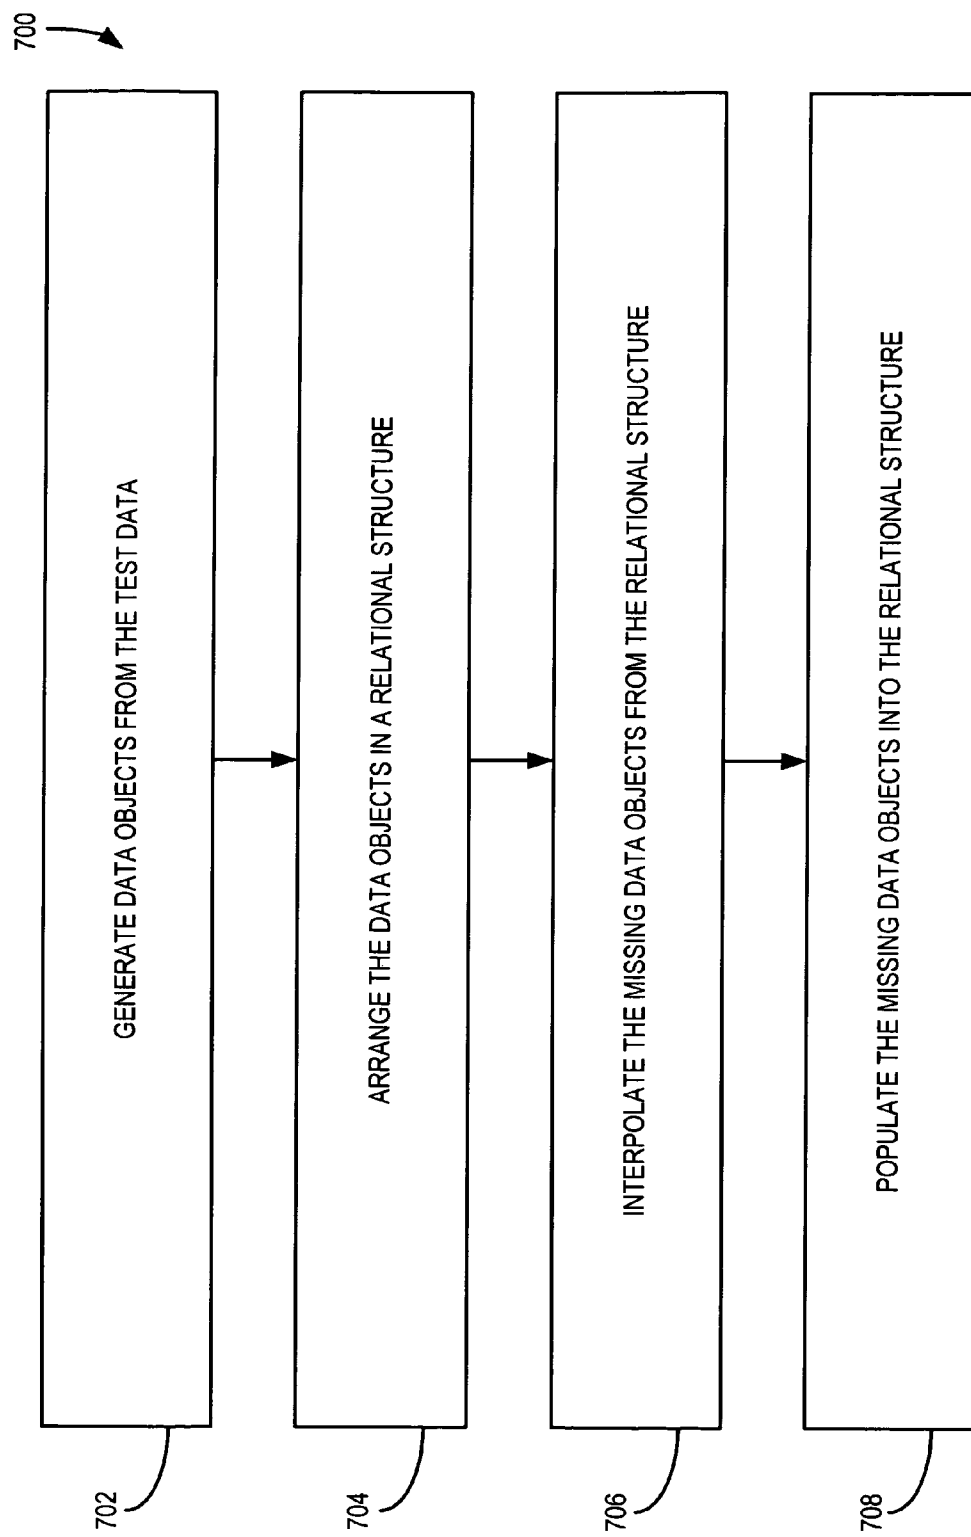 700
GENERATE DATA OBJECTS FROM THE TEST DATA
702
ARRANGE THE DATA OBJECTS IN A RELATIONAL STRUCTURE
704
INTERPOLATE THE MISSING DATA OBJECTS FROM THE RELATIONAL STRUCTURE
706
POPULATE THE MISSING DATA OBJECTS INTO THE RELATIONAL STRUCTURE
708